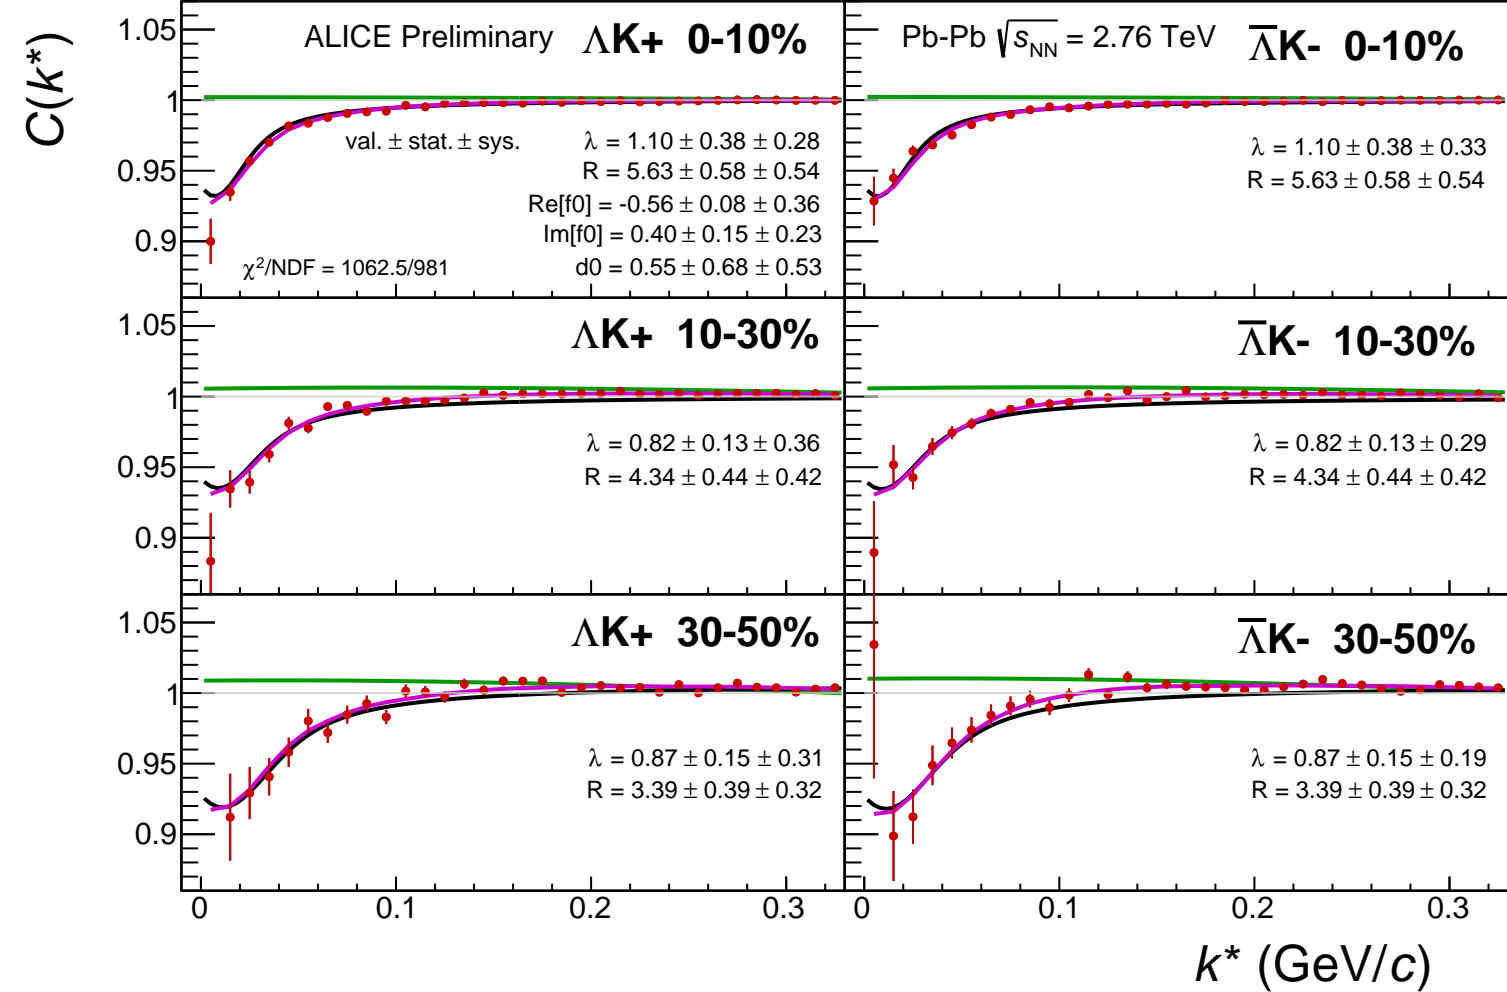 C(k*)
ALICE Preliminary ΛK+ 0-10%
1.05
1
0.95
0.9
val. ± stat. ± sys.
λ = 1.10 ± 0.38 ± 0.28
R = 5.63 ± 0.58 ± 0.54
Re[f0] = -0.56 ± 0.08 ± 0.36
Im[f0] = 0.40 ± 0.15 ± 0.23
χ²/NDF = 1062.5/981
d0 = 0.55 ± 0.68 ± 0.53
Pb-Pb √s_NN = 2.76 TeV Λ̅K- 0-10%
λ = 1.10 ± 0.38 ± 0.33
R = 5.63 ± 0.58 ± 0.54
ΛK+ 10-30%
1.05
1
0.95
0.9
λ = 0.82 ± 0.13 ± 0.36
R = 4.34 ± 0.44 ± 0.42
Λ̅K- 10-30%
λ = 0.82 ± 0.13 ± 0.29
R = 4.34 ± 0.44 ± 0.42
ΛK+ 30-50%
1.05
1
0.95
0.9
λ = 0.87 ± 0.15 ± 0.31
R = 3.39 ± 0.39 ± 0.32
Λ̅K- 30-50%
λ = 0.87 ± 0.15 ± 0.19
R = 3.39 ± 0.39 ± 0.32
0 0.1 0.2 0.3
0 0.1 0.2 0.3
k* (GeV/c)